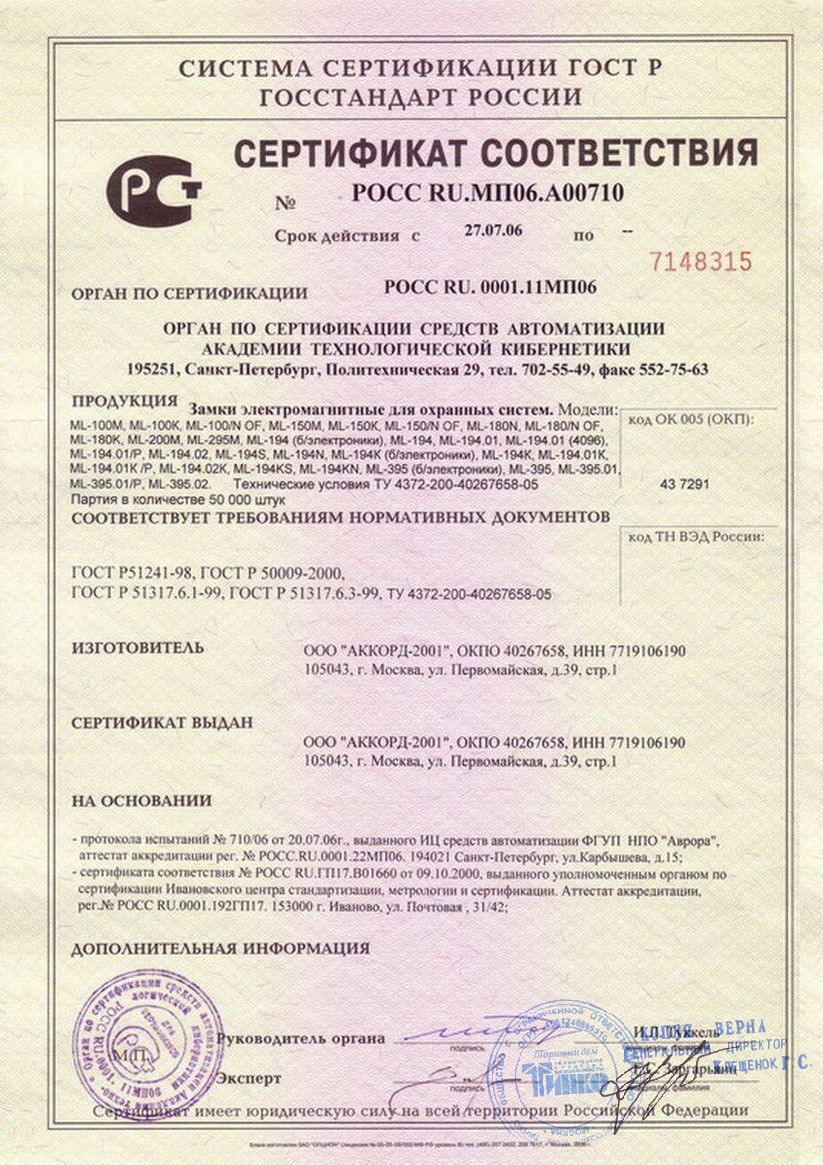 СИСТЕМА СЕРТИФИКАЦИИ ГОСТ Р
ГОССТАНДАРТ РОССИИ
СЕРТИФИКАТ СООТВЕТСТВИЯ
№ РОСС RU.МП06.А00710
Срок действия с 27.07.06 по --
7148315
ОРГАН ПО СЕРТИФИКАЦИИ РОСС RU. 0001.11МП06
ОРГАН ПО СЕРТИФИКАЦИИ СРЕДСТВ АВТОМАТИЗАЦИИ
АКАДЕМИИ ТЕХНОЛОГИЧЕСКОЙ КИБЕРНЕТИКИ
195251, Санкт-Петербург, Политехническая 29, тел. 702-55-49, факс 552-75-63
ПРОДУКЦИЯ Замки электромагнитные для охранных систем. Модели:
ML-100M, ML-100K, ML-100/N OF, ML-150M, ML-150K, ML-150/N OF, ML-180N, ML-180/N OF,
ML-180K, ML-200M, ML-295M, ML-194 (б/электроники), ML-194, ML-194.01, ML-194.01 (4096),
ML-194.01/P, ML-194.02, ML-194S, ML-194N, ML-194K (б/электроники), ML-194K, ML-194.01K,
ML-194.01K /P, ML-194.02K, ML-194KS, ML-194KN, ML-395 (б/электроники), ML-395, ML-395.01,
ML-395.01/P, ML-395.02. Технические условия ТУ 4372-200-40267658-05
Партия в количестве 50 000 штук
код ОК 005 (ОКП):
43 7291
СООТВЕТСТВУЕТ ТРЕБОВАНИЯМ НОРМАТИВНЫХ ДОКУМЕНТОВ
код ТН ВЭД России:
ГОСТ Р51241-98, ГОСТ Р 50009-2000,
ГОСТ Р 51317.6.1-99, ГОСТ Р 51317.6.3-99, ТУ 4372-200-40267658-05
ИЗГОТОВИТЕЛЬ ООО "АККОРД-2001", ОКПО 40267658, ИНН 7719106190
105043, г. Москва, ул. Первомайская, д.39, стр.1
СЕРТИФИКАТ ВЫДАН
ООО "АККОРД-2001", ОКПО 40267658, ИНН 7719106190
105043, г. Москва, ул. Первомайская, д.39, стр.1
НА ОСНОВАНИИ
- протокола испытаний № 710/06 от 20.07.06г., выданного ИЦ средств автоматизации ФГУП НПО "Аврора",
аттестат аккредитации рег. № РОСС.RU.0001.22МП06. 194021 Санкт-Петербург, ул.Карбышева, д.15;
- сертификата соответствия № РОСС RU.ГП17.В01660 от 09.10.2000, выданного уполномоченным органом по
сертификации Ивановского центра стандартизации, метрологии и сертификации. Аттестат аккредитации,
рег.№ РОСС RU.0001.192ГП17. 153000 г. Иваново, ул. Почтовая , 31/42;
ДОПОЛНИТЕЛЬНАЯ ИНФОРМАЦИЯ
М.П.
Руководитель органа
подпись
КОПИЯ ВЕРНА
ГЕНЕРАЛЬНЫЙ ДИРЕКТОР
КЛЕЩЕНОК Г С.
Эксперт
подпись
Торговый дом
ТИНКО
МОСКВА
Сертификат имеет юридическую силу на всей территории Российской Федерации